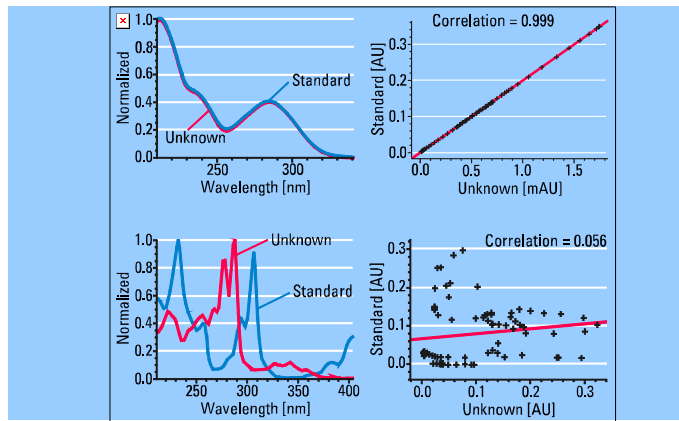 Normalized
1.0
0.8
0.6
0.4
0.2
0.0
Standard
Unknown
250
300
Wavelength [nm]
Correlation = 0.999
Standard [AU]
0.3
0.2
0.1
0.0
0.0
0.5
1.0
1.5
Unknown [mAU]
Normalized
1.0
0.8
0.6
0.4
0.2
0.0
Unknown
Standard
250
300
350
400
Wavelength [nm]
Correlation = 0.056
Standard [AU]
0.3
0.2
0.1
0.0
0.0
0.1
0.2
0.3
Unknown [AU]